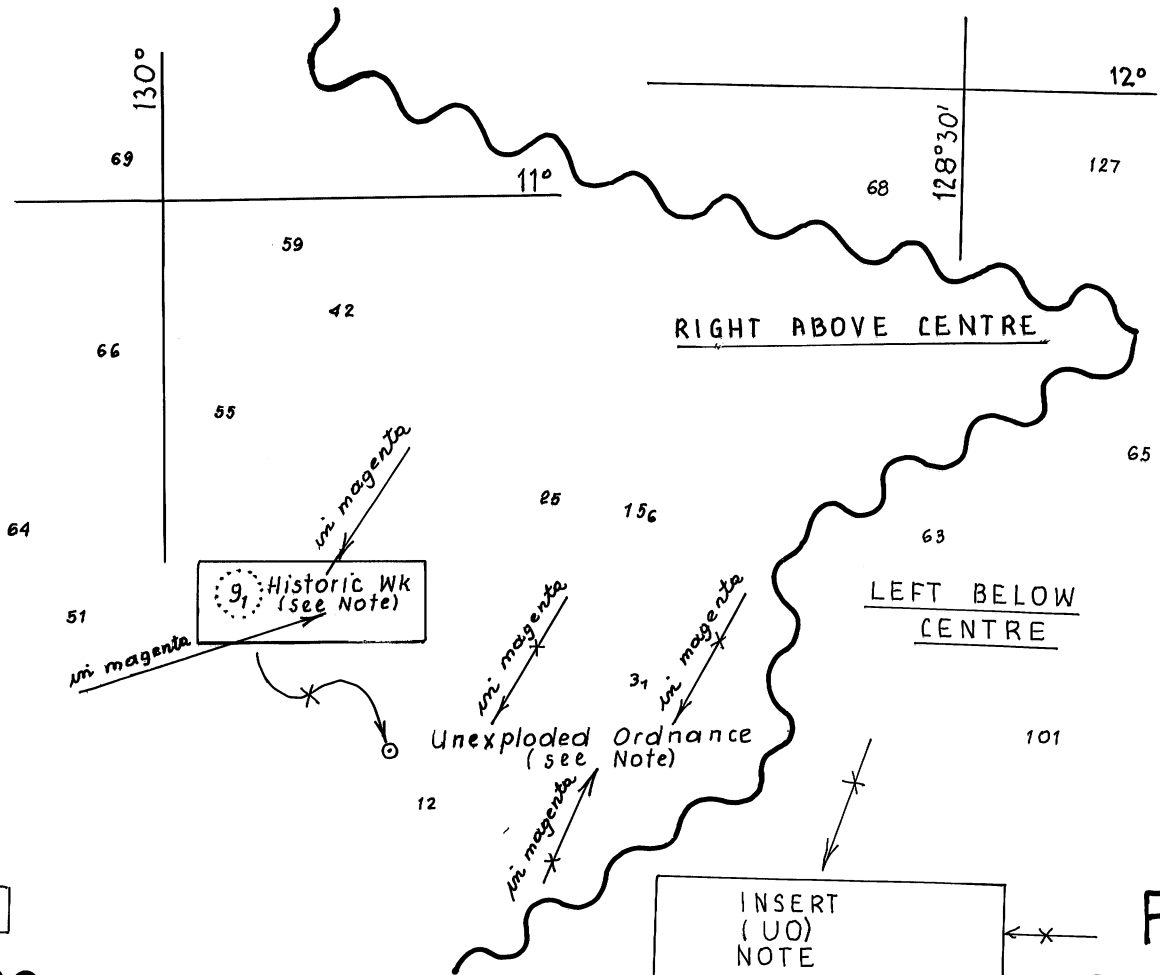 130°
12°
128°30'
69
127
68
11°
59
42
RIGHT ABOVE CENTRE
66
55
65
in magenta
25
15₆
64
63
9₁ Historic Wk
(see Note)
in magenta
in magenta
LEFT BELOW
CENTRE
51
in magenta
3₁
Unexploded Ordnance
(see Note)
101
12
in magenta
INSERT
(UO)
NOTE